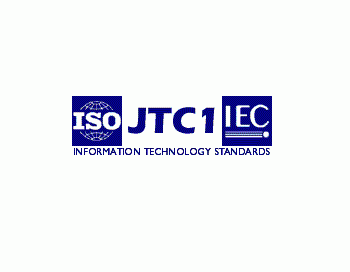 ISO JTC1 IEC
INFORMATION TECHNOLOGY STANDARDS